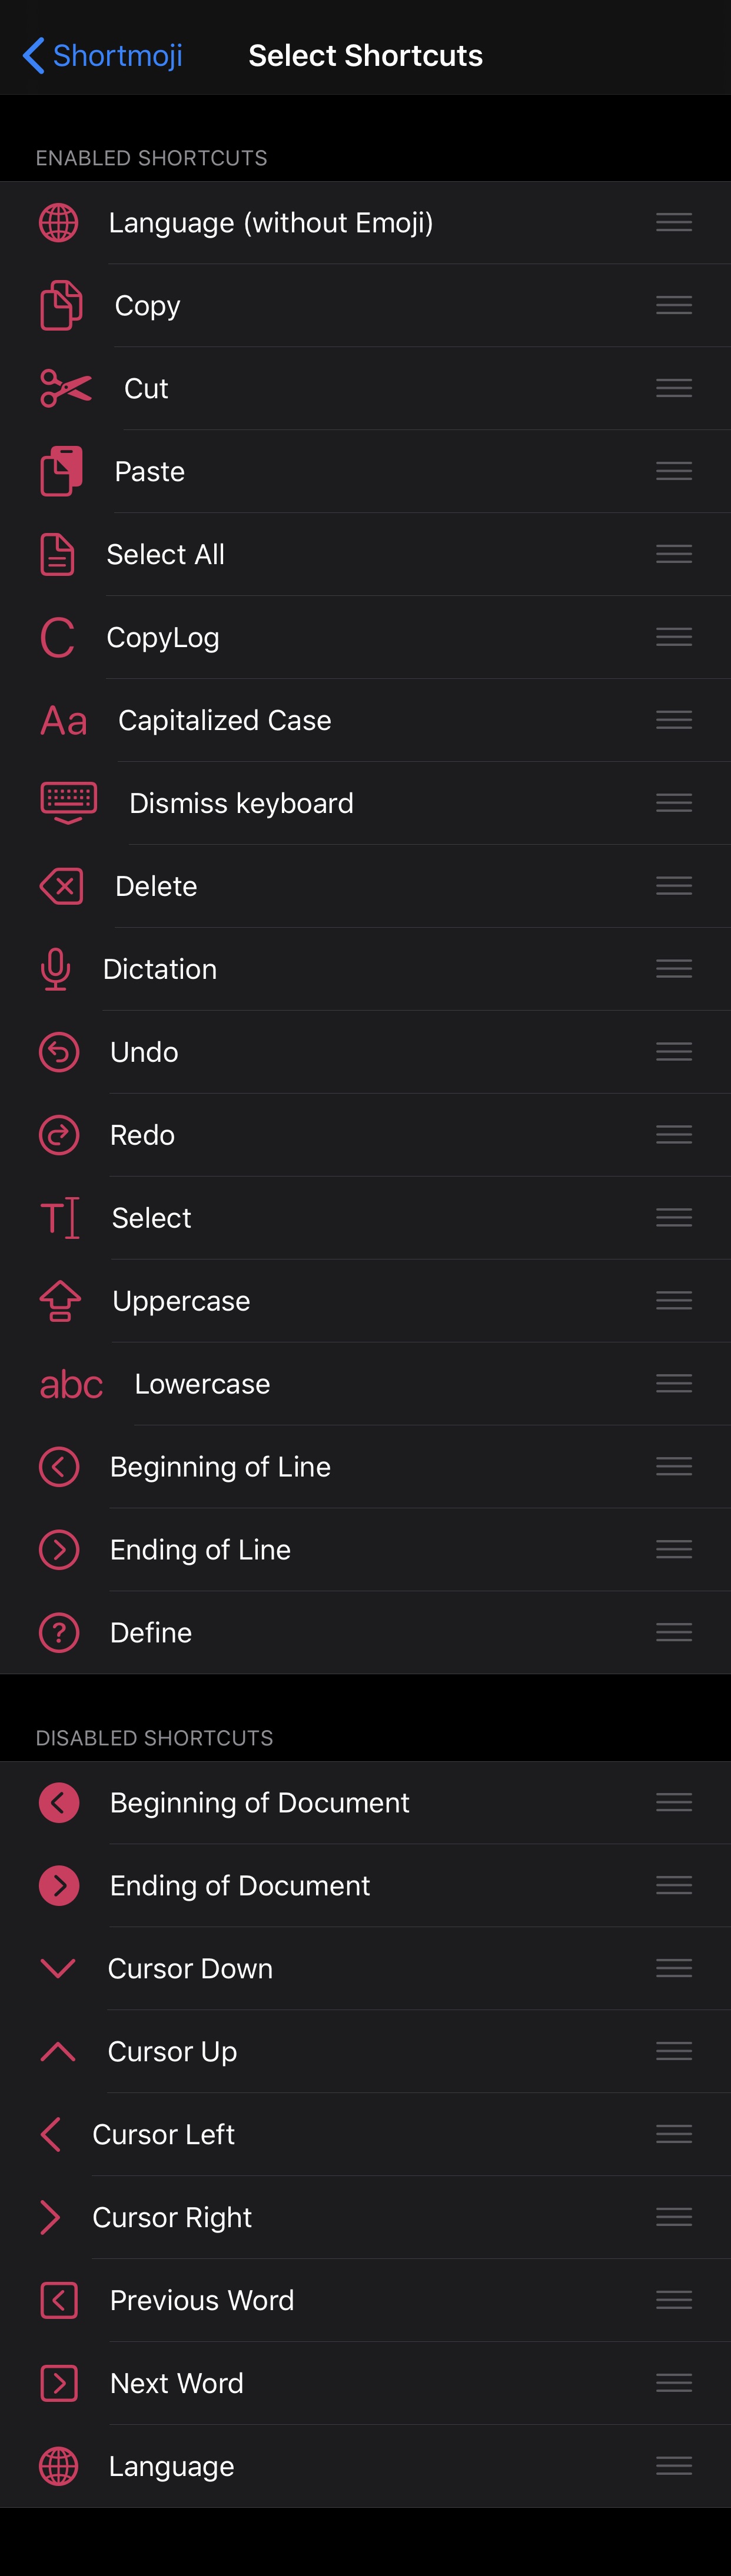 Shortmoji
Select Shortcuts
ENABLED SHORTCUTS
Language (without Emoji)
Copy
Cut
Paste
Select All
C
CopyLog
Aa
Capitalized Case
Dismiss keyboard
Delete
Dictation
Undo
Redo
T
Select
Uppercase
abc
Lowercase
Beginning of Line
Ending of Line
?
Define
DISABLED SHORTCUTS
Beginning of Document
Ending of Document
Cursor Down
Cursor Up
Cursor Left
Cursor Right
Previous Word
Next Word
Language